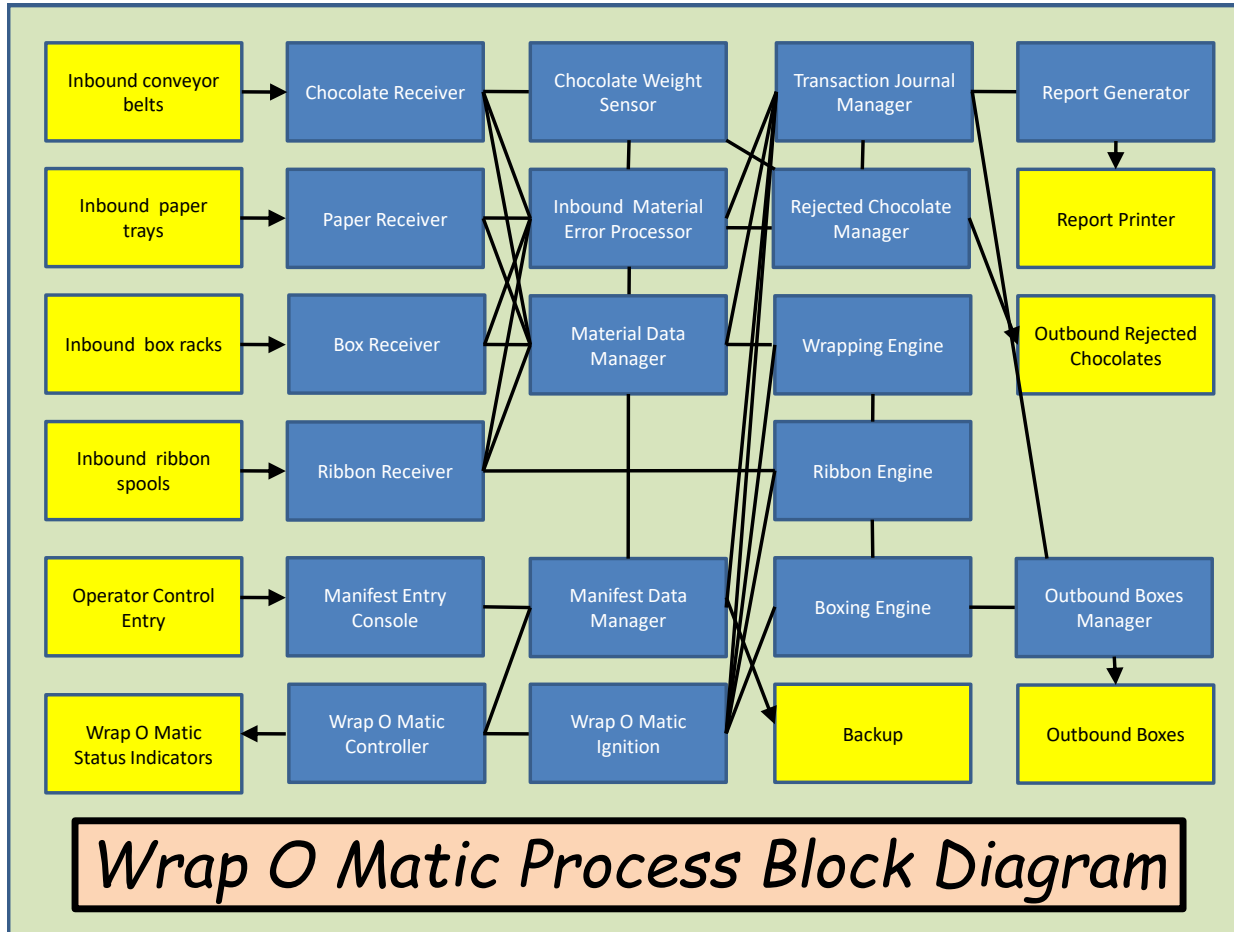 Inbound conveyor
belts
Chocolate Receiver
Chocolate Weight
Sensor
Transaction Journal
Manager
Report Generator
Inbound paper
trays
Paper Receiver
Inbound Material
Error Processor
Rejected Chocolate
Manager
Report Printer
Inbound box racks
Box Receiver
Material Data
Manager
Wrapping Engine
Outbound Rejected
Chocolates
Inbound ribbon
spools
Ribbon Receiver
Ribbon Engine
Operator Control
Entry
Manifest Entry
Console
Manifest Data
Manager
Boxing Engine
Outbound Boxes
Manager
Wrap O Matic
Status Indicators
Wrap O Matic
Controller
Wrap O Matic
Ignition
Backup
Outbound Boxes
Wrap O Matic Process Block Diagram